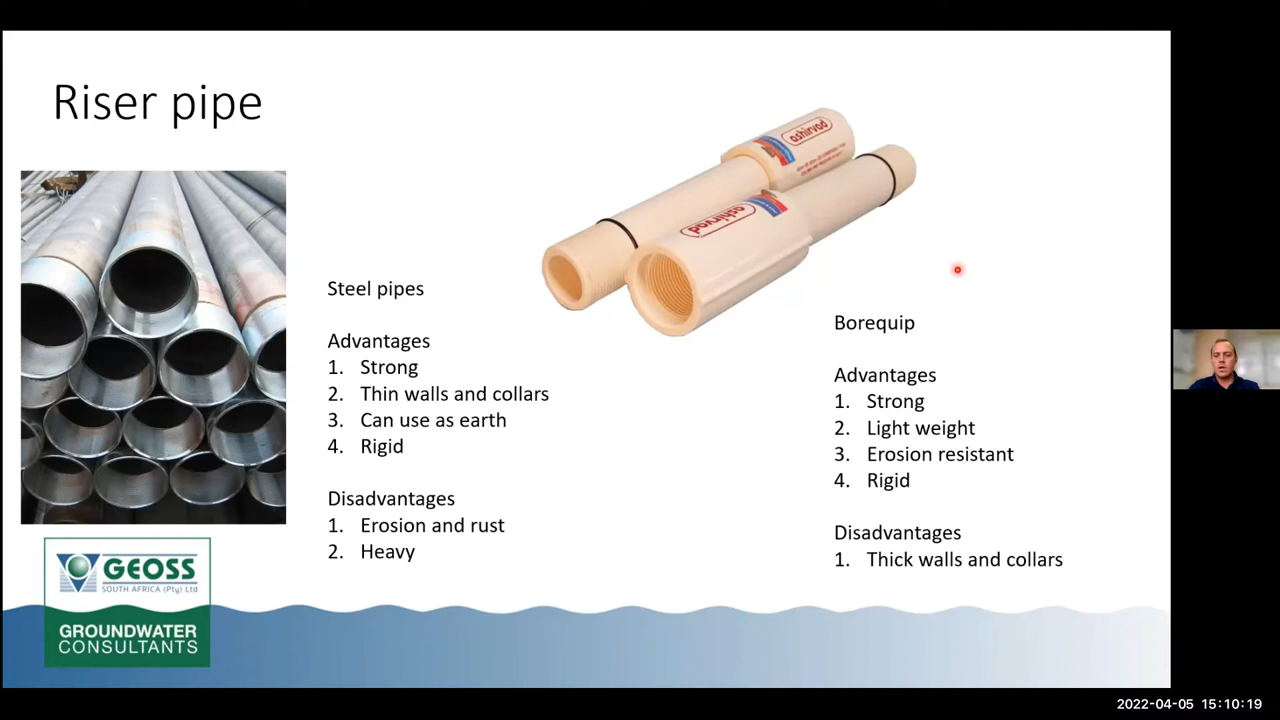 Riser pipe
ashirvad
ashirvad
Steel pipes
Advantages
1. Strong
2. Thin walls and collars
3. Can use as earth
4. Rigid
Disadvantages
1. Erosion and rust
2. Heavy
Borequip
Advantages
1. Strong
2. Light weight
3. Erosion resistant
4. Rigid
Disadvantages
1. Thick walls and collars
GEOSS
SOUTH AFRICA (Pty) Ltd
GROUNDWATER
CONSULTANTS
2022-04-05 15:10:19